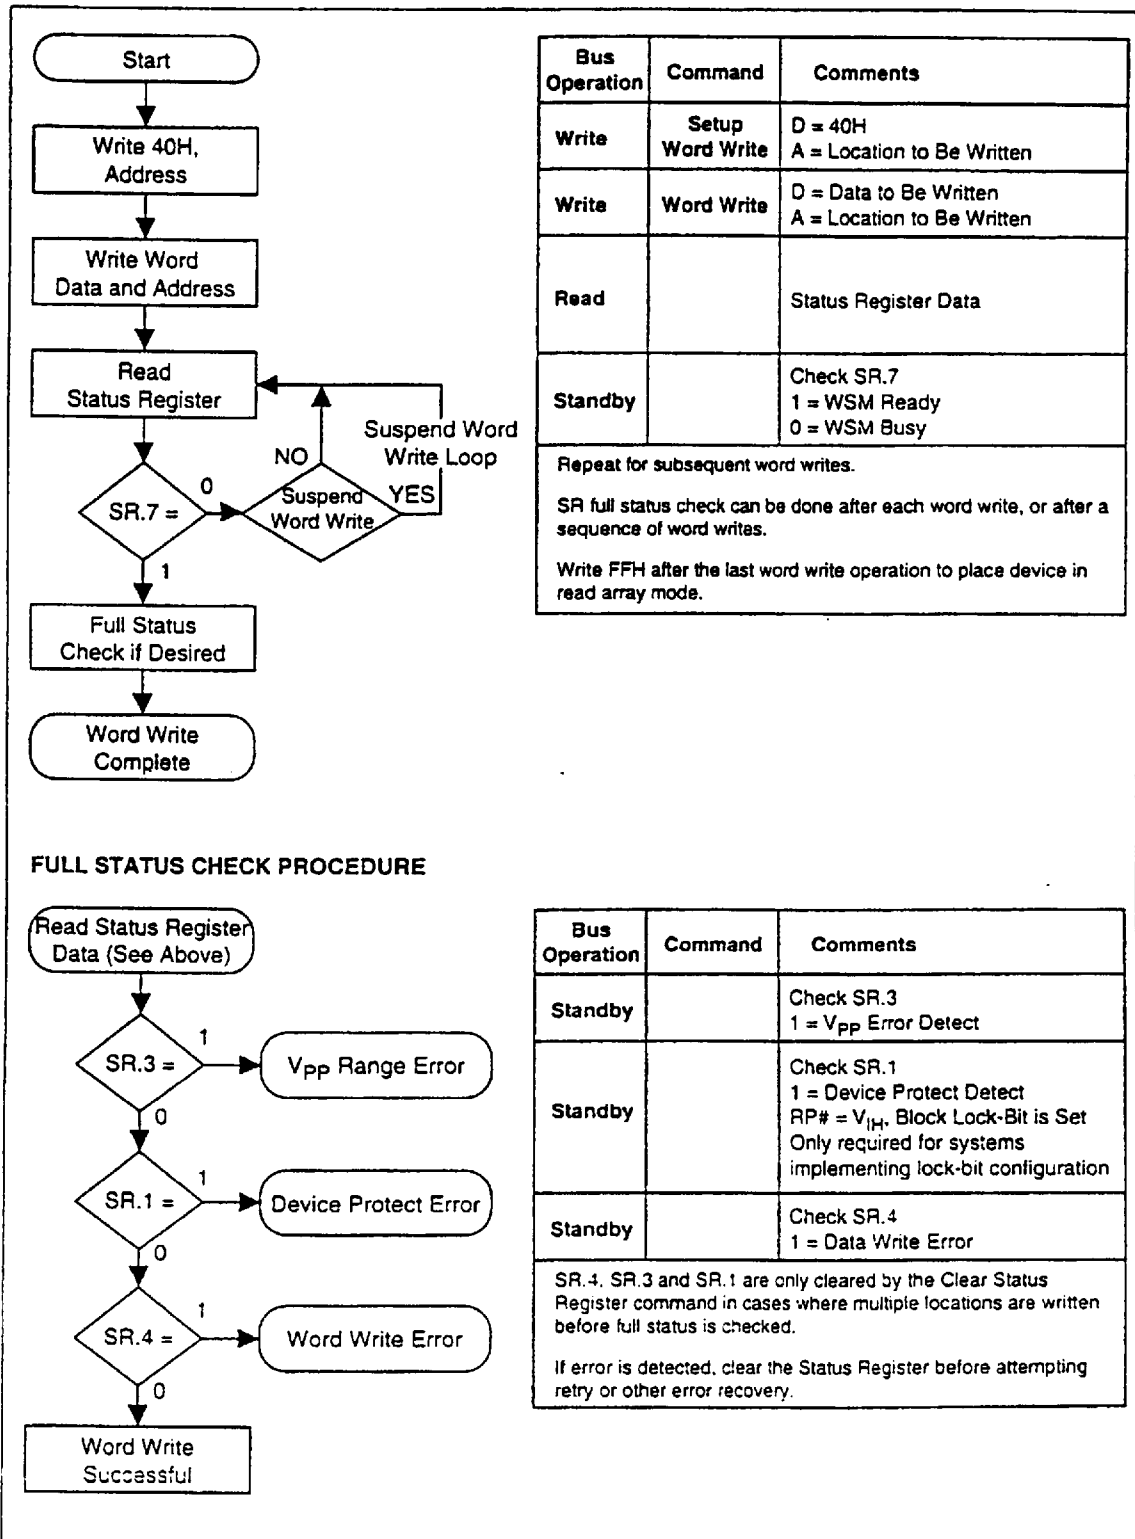 Start
Write 40H,
Address
Write Word
Data and Address
Read
Status Register
Suspend Word
Write Loop
NO
0
Suspend
Word Write
YES
SR.7 =
1
Full Status
Check if Desired
Word Write
Complete
Bus
Operation
Command
Comments
Write
Setup
Word Write
D = 40H
A = Location to Be Written
Write
Word Write
D = Data to Be Written
A = Location to Be Written
Read
Status Register Data
Standby
Check SR.7
1 = WSM Ready
0 = WSM Busy
Repeat for subsequent word writes.
SR full status check can be done after each word write, or after a
sequence of word writes.
Write FFH after the last word write operation to place device in
read array mode.
FULL STATUS CHECK PROCEDURE
Read Status Register
Data (See Above)
SR.3 =
1
VPP Range Error
0
SR.1 =
1
Device Protect Error
0
SR.4 =
1
Word Write Error
0
Word Write
Successful
Bus
Operation
Command
Comments
Standby
Check SR.3
1 = VPP Error Detect
Standby
Check SR.1
1 = Device Protect Detect
RP# = VIH, Block Lock-Bit is Set
Only required for systems
implementing lock-bit configuration
Standby
Check SR.4
1 = Data Write Error
SR.4, SR.3 and SR.1 are only cleared by the Clear Status
Register command in cases where multiple locations are written
before full status is checked.
If error is detected, clear the Status Register before attempting
retry or other error recovery.